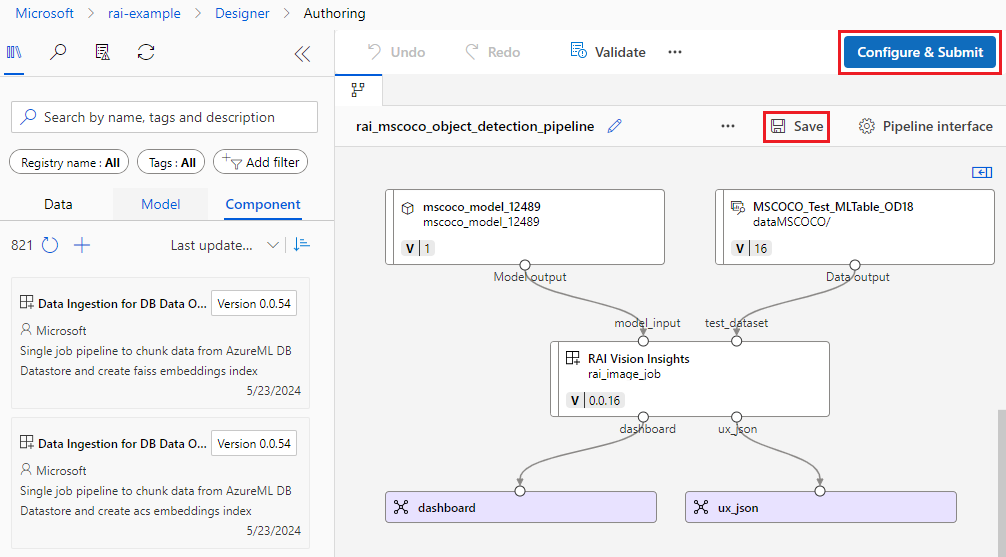 Microsoft > rai-example > Designer > Authoring
Undo
Redo
Validate
Configure & Submit
Search by name, tags and description
Registry name : All
Tags : All
Add filter
Data
Model
Component
821
Last update...
Data Ingestion for DB Data O...
Version 0.0.54
Microsoft
Single job pipeline to chunk data from AzureML DB
Datastore and create faiss embeddings index
5/23/2024
Data Ingestion for DB Data O...
Version 0.0.54
Microsoft
Single job pipeline to chunk data from AzureML DB
Datastore and create acs embeddings index
5/23/2024
rai_mscoco_object_detection_pipeline
Save
Pipeline interface
mscoco_model_12489
mscoco_model_12489
V 1
Model output
MSCOCO_Test_MLTable_OD18
dataMSCOCO/
V 16
Data output
model_input
test_dataset
RAI Vision Insights
rai_image_job
V 0.0.16
dashboard
ux_json
dashboard
ux_json